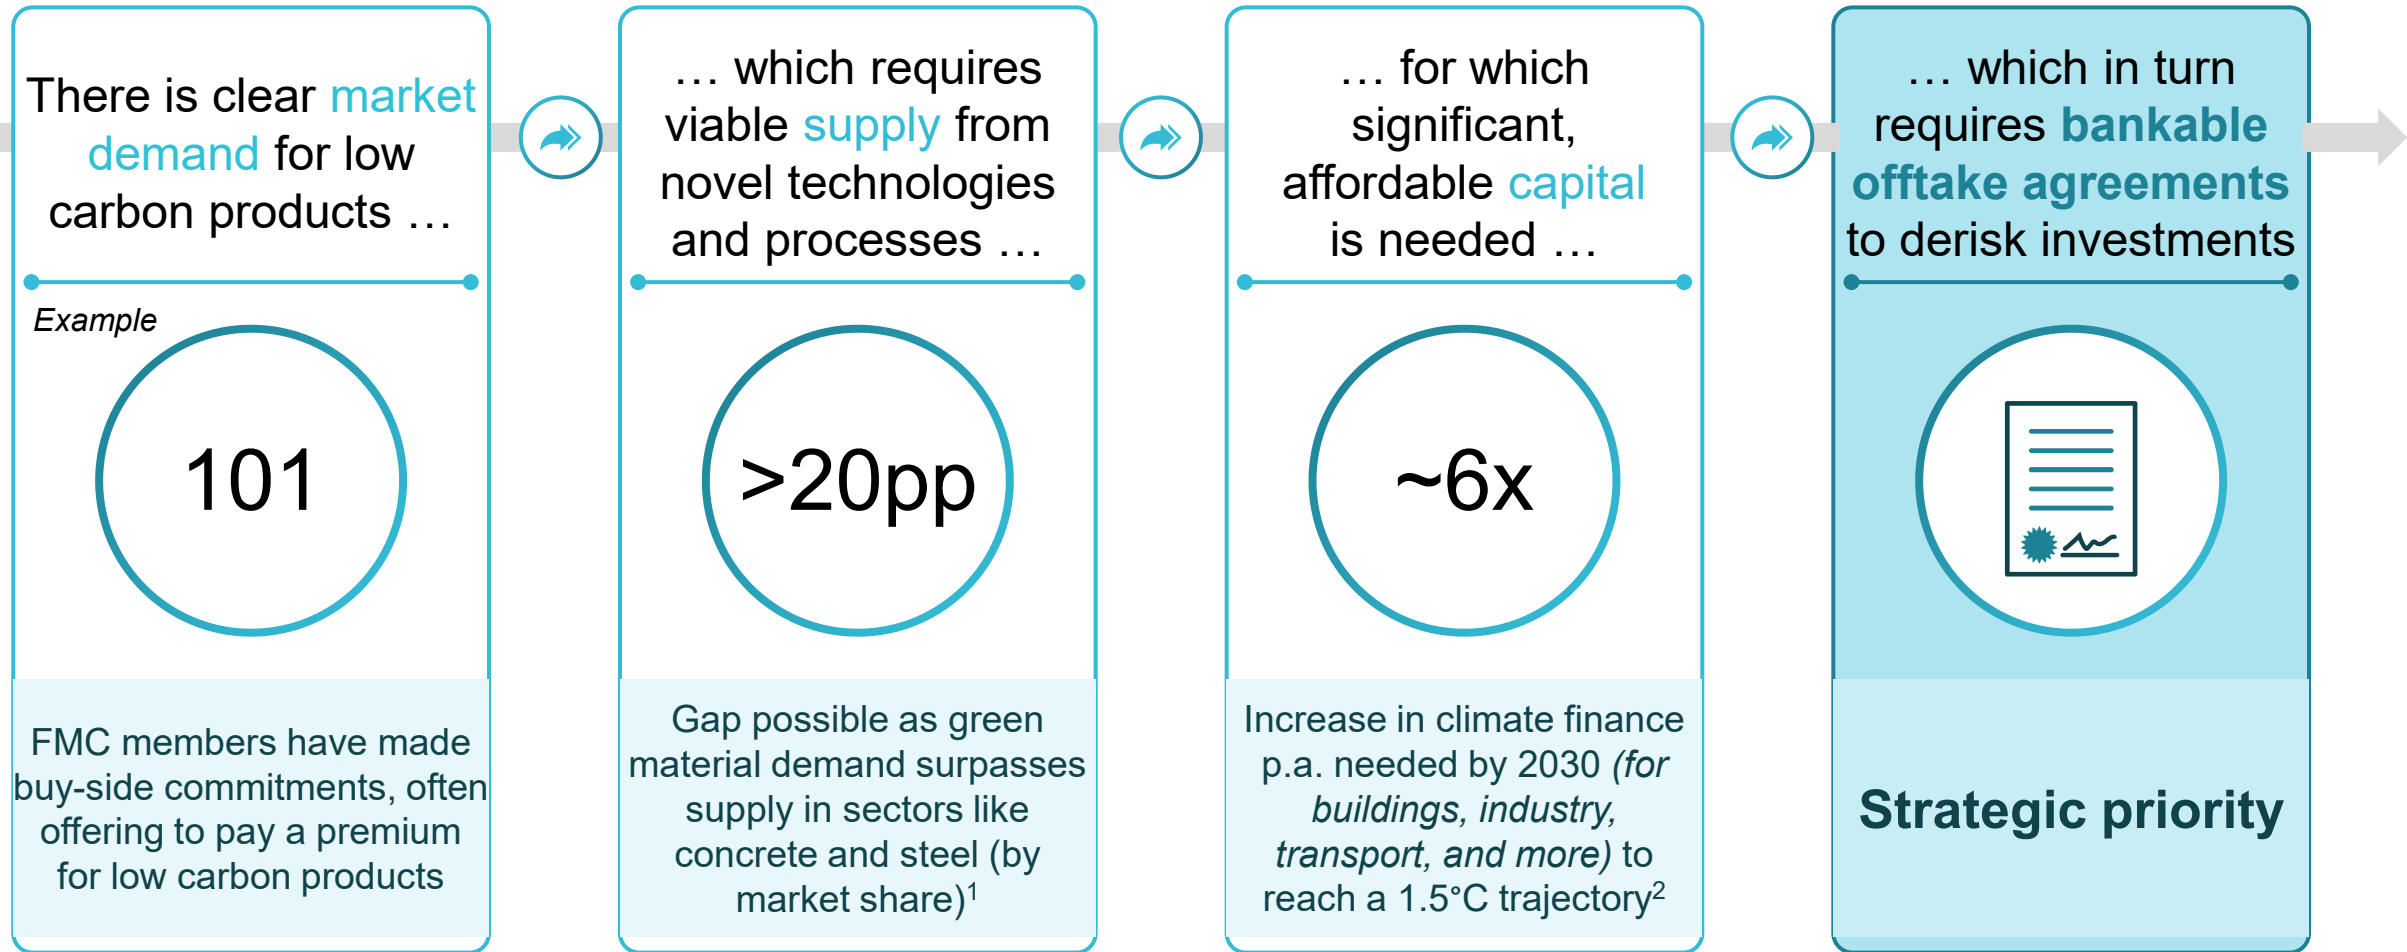 There is clear market
demand for low
carbon products …
Example
101
FMC members have made
buy-side commitments, often
offering to pay a premium
for low carbon products
… which requires
viable supply from
novel technologies
and processes …
>20pp
Gap possible as green
material demand surpasses
supply in sectors like
concrete and steel (by
market share)¹
… for which
significant,
affordable capital
is needed …
~6x
Increase in climate finance
p.a. needed by 2030 (for
buildings, industry,
transport, and more) to
reach a 1.5°C trajectory²
… which in turn
requires bankable
offtake agreements
to derisk investments
Strategic priority